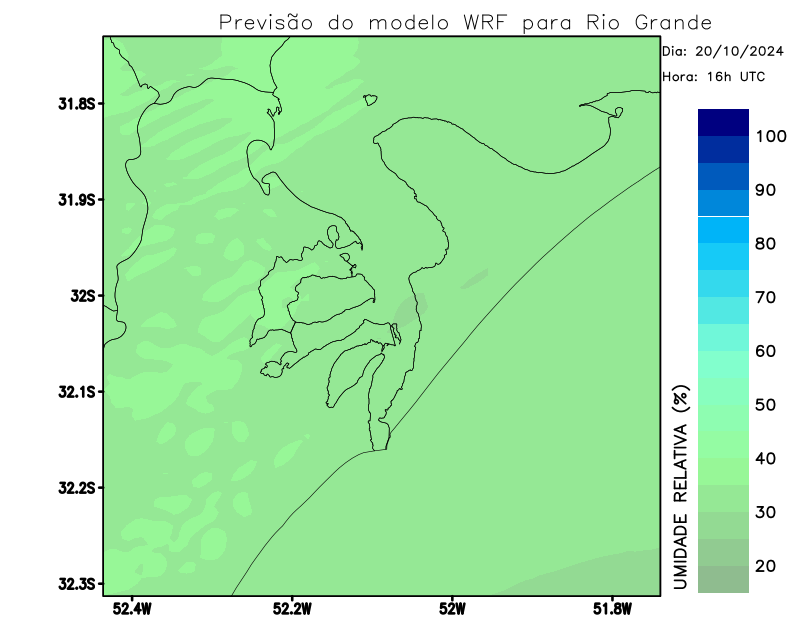 Previsão do modelo WRF para Rio Grande
Dia: 20/10/2024
Hora: 16h UTC
31.8S
31.9S
32S
32.1S
32.2S
32.3S
52.4W
52.2W
52W
51.8W
UMIDADE RELATIVA (%)
100
90
80
70
60
50
40
30
20